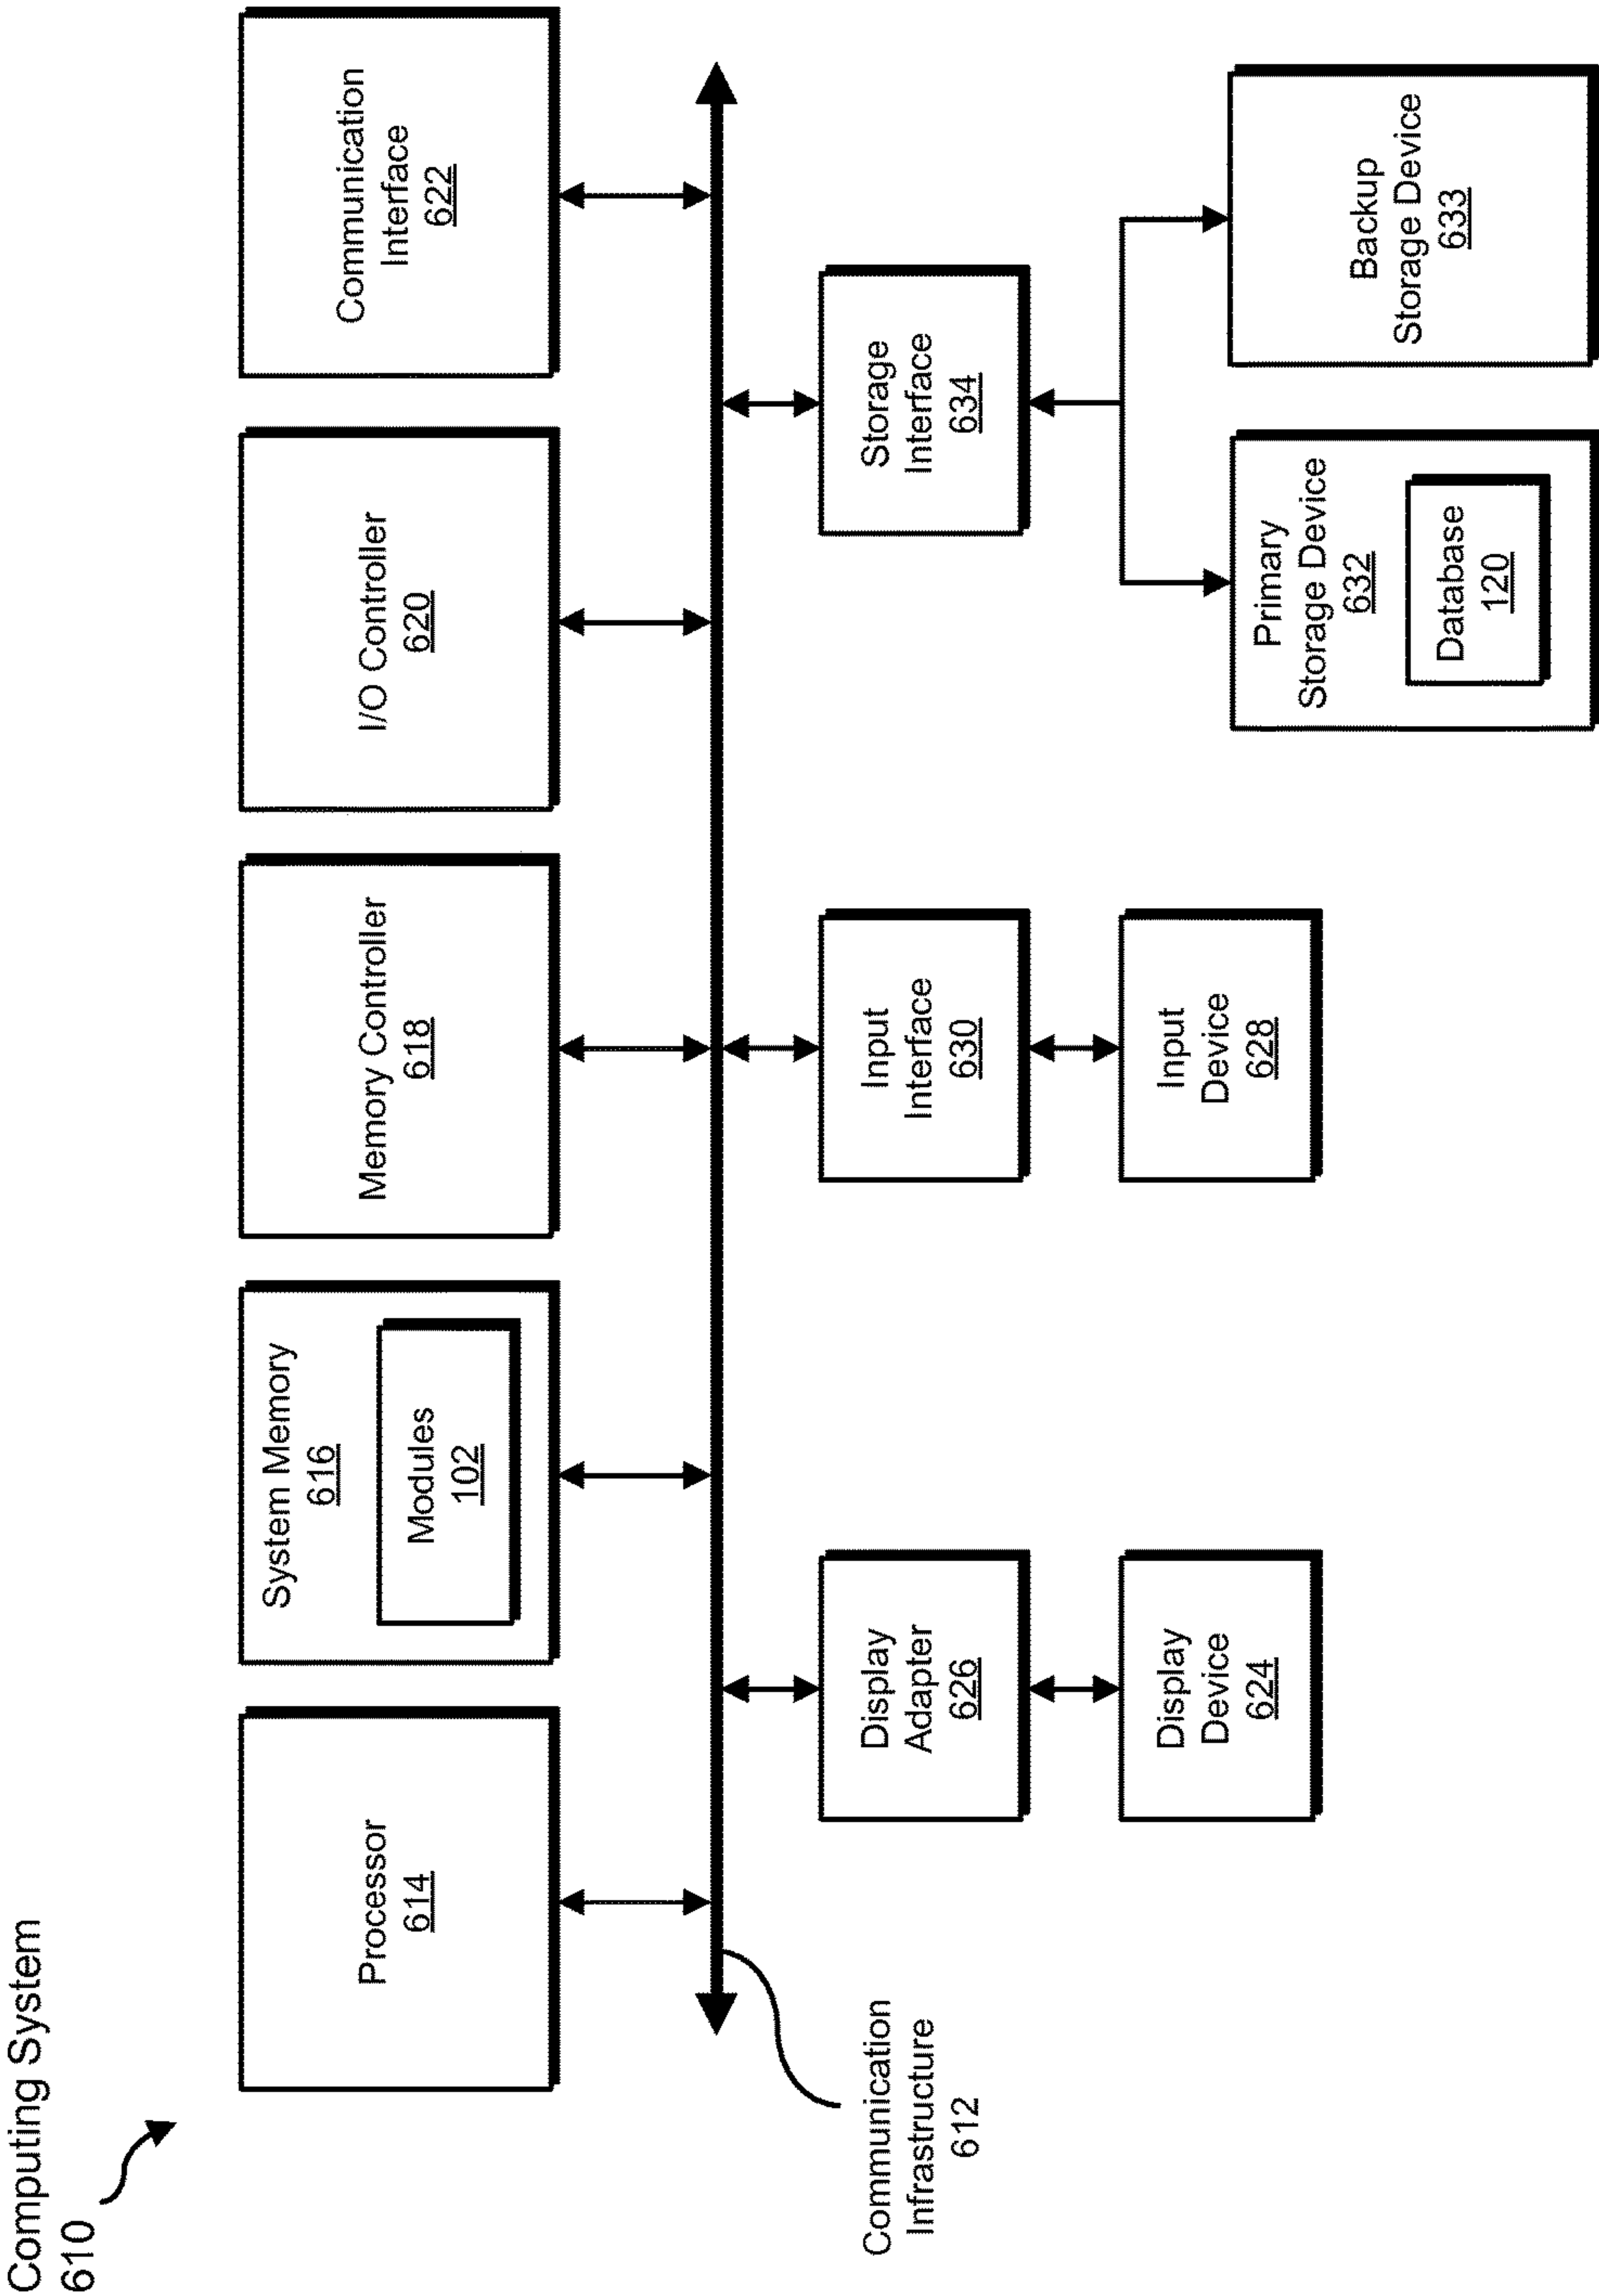 Computing System
610
Processor
614
System Memory
616
Modules
102
Memory Controller
618
I/O Controller
620
Communication
Interface
622
Communication
Infrastructure
612
Display
Adapter
626
Display
Device
624
Input
Interface
630
Input
Device
628
Storage
Interface
634
Primary
Storage Device
632
Database
120
Backup
Storage Device
633